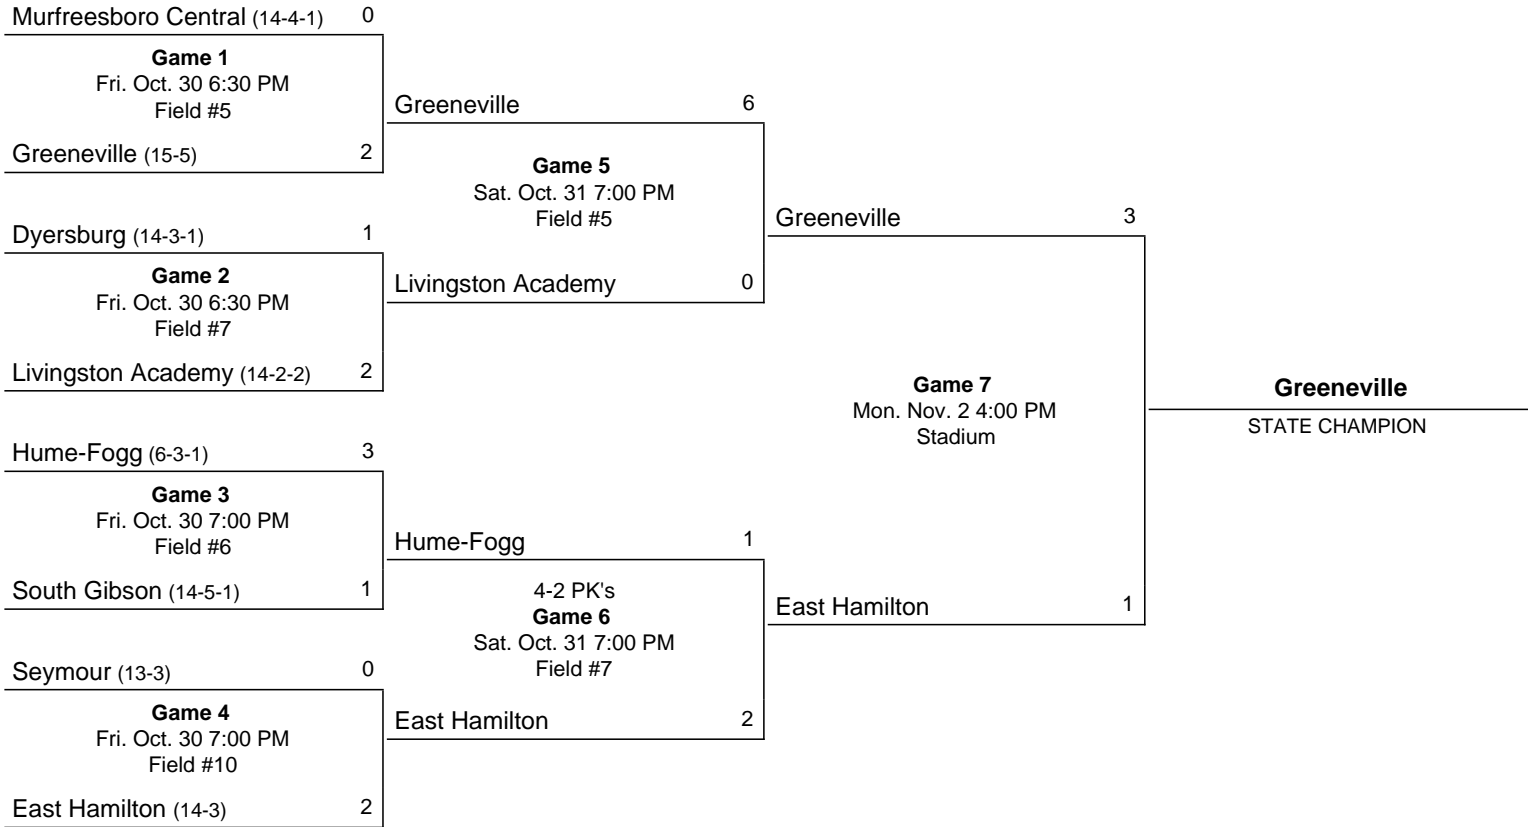 Murfreesboro Central (14-4-1) 0
Game 1
Fri. Oct. 30 6:30 PM
Field #5
Greeneville (15-5) 2
Dyersburg (14-3-1) 1
Game 2
Fri. Oct. 30 6:30 PM
Field #7
Livingston Academy (14-2-2) 2
Hume-Fogg (6-3-1) 3
Game 3
Fri. Oct. 30 7:00 PM
Field #6
South Gibson (14-5-1) 1
Seymour (13-3) 0
Game 4
Fri. Oct. 30 7:00 PM
Field #10
East Hamilton (14-3) 2
Greeneville 6
Game 5
Sat. Oct. 31 7:00 PM
Field #5
Livingston Academy 0
Hume-Fogg 1
4-2 PK's
Game 6
Sat. Oct. 31 7:00 PM
Field #7
East Hamilton 2
Greeneville 3
Game 7
Mon. Nov. 2 4:00 PM
Stadium
East Hamilton 1
Greeneville
STATE CHAMPION